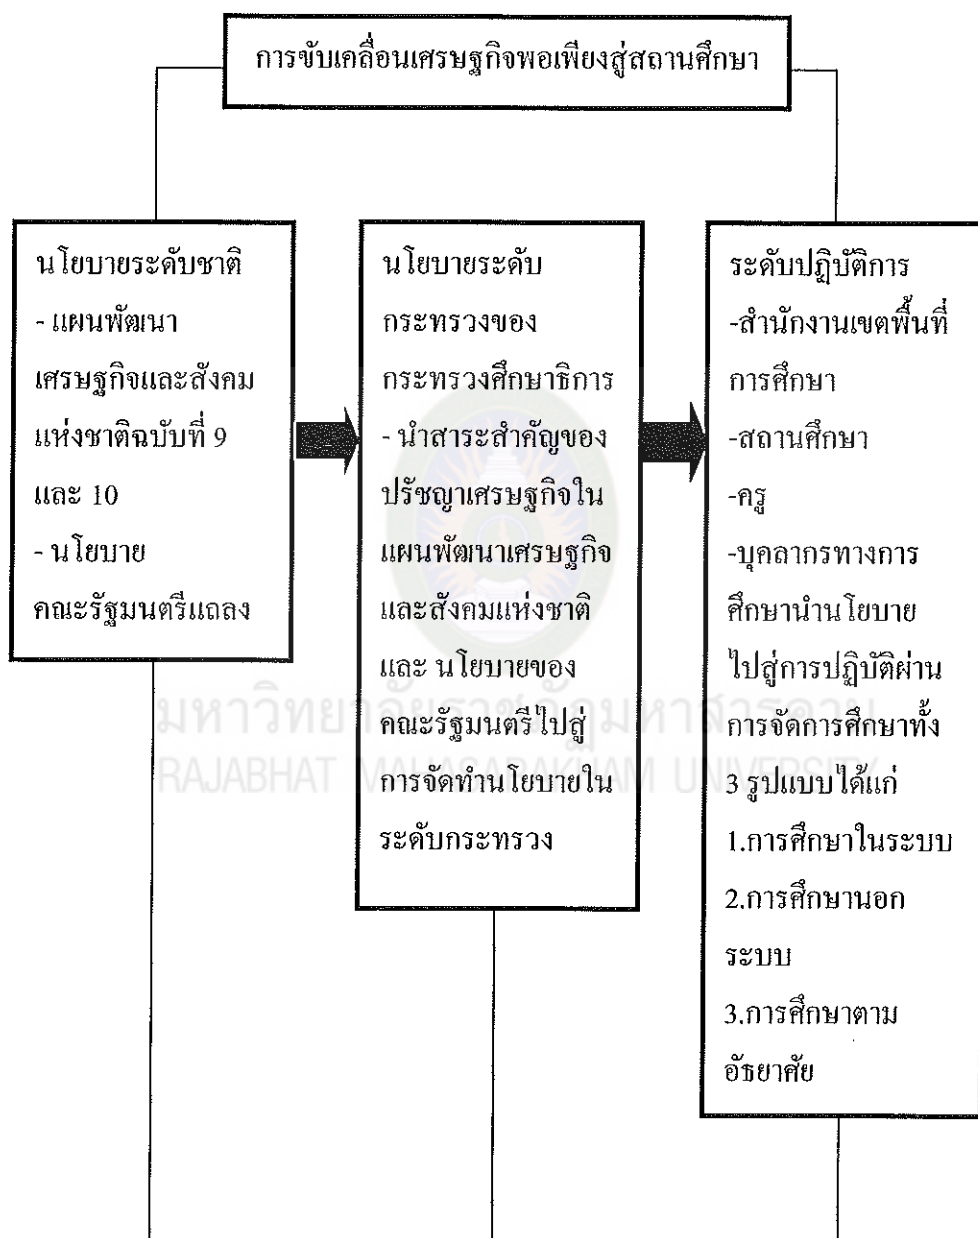 การขับเคลื่อนเศรษฐกิจพอเพียงสู่สถานศึกษา
นโยบายระดับชาติ
- แผนพัฒนา
เศรษฐกิจและสังคม
แห่งชาติฉบับที่ 9
และ 10
- นโยบาย
คณะรัฐมนตรีแถลง
นโยบายระดับ
กระทรวงของ
กระทรวงศึกษาธิการ
- นำสาระสำคัญของ
ปรัชญาเศรษฐกิจใน
แผนพัฒนาเศรษฐกิจ
และสังคมแห่งชาติ
และ นโยบายของ
คณะรัฐมนตรีไปสู่
การจัดทำนโยบายใน
ระดับกระทรวง
ระดับปฏิบัติการ
-สำนักงานเขตพื้นที่
การศึกษา
-สถานศึกษา
-ครู
-บุคลากรทางการ
ศึกษานำนโยบาย
ไปสู่การปฏิบัติผ่าน
การจัดการศึกษาทั้ง
3 รูปแบบได้แก่
1.การศึกษาในระบบ
2.การศึกษานอก
ระบบ
3.การศึกษาตาม
อัธยาศัย
มหาวิทยาลัยราชภัฏมหาสารคาม
RAJABHAT MAHASARAKHAM UNIVERSITY